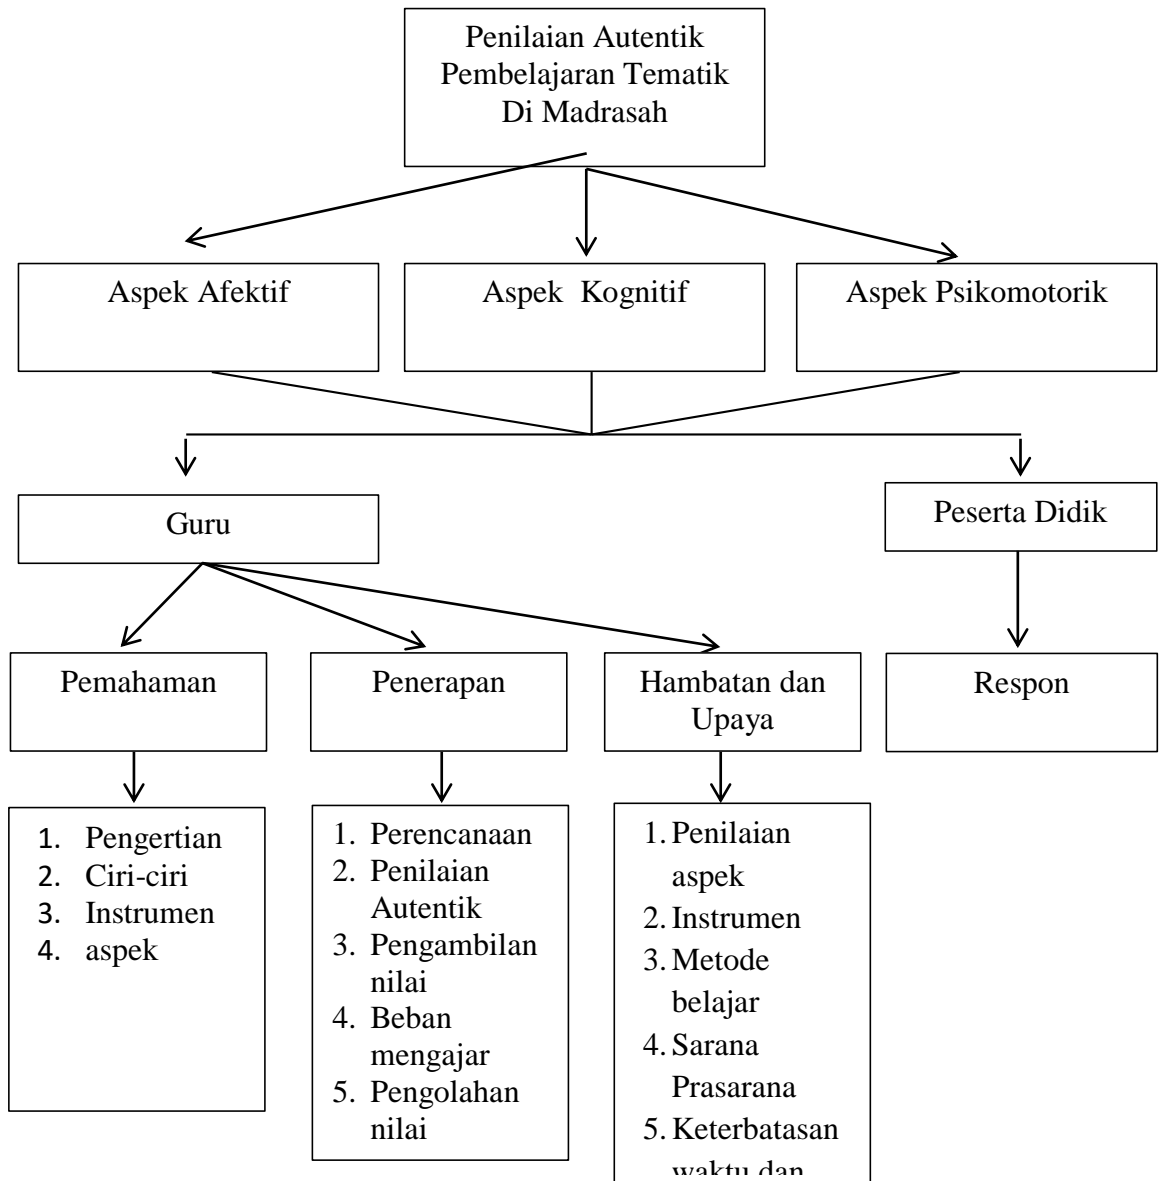 Penilaian Autentik
Pembelajaran Tematik
Di Madrasah
Aspek Afektif
Aspek Kognitif
Aspek Psikomotorik
Guru
Peserta Didik
Pemahaman
Penerapan
Hambatan dan
Upaya
Respon
1. Pengertian
2. Ciri-ciri
3. Instrumen
4. aspek
1. Perencanaan
2. Penilaian
Autentik
3. Pengambilan
nilai
4. Beban
mengajar
5. Pengolahan
nilai
1. Penilaian
aspek
2. Instrumen
3. Metode
belajar
4. Sarana
Prasarana
5. Keterbatasan
waktu dan